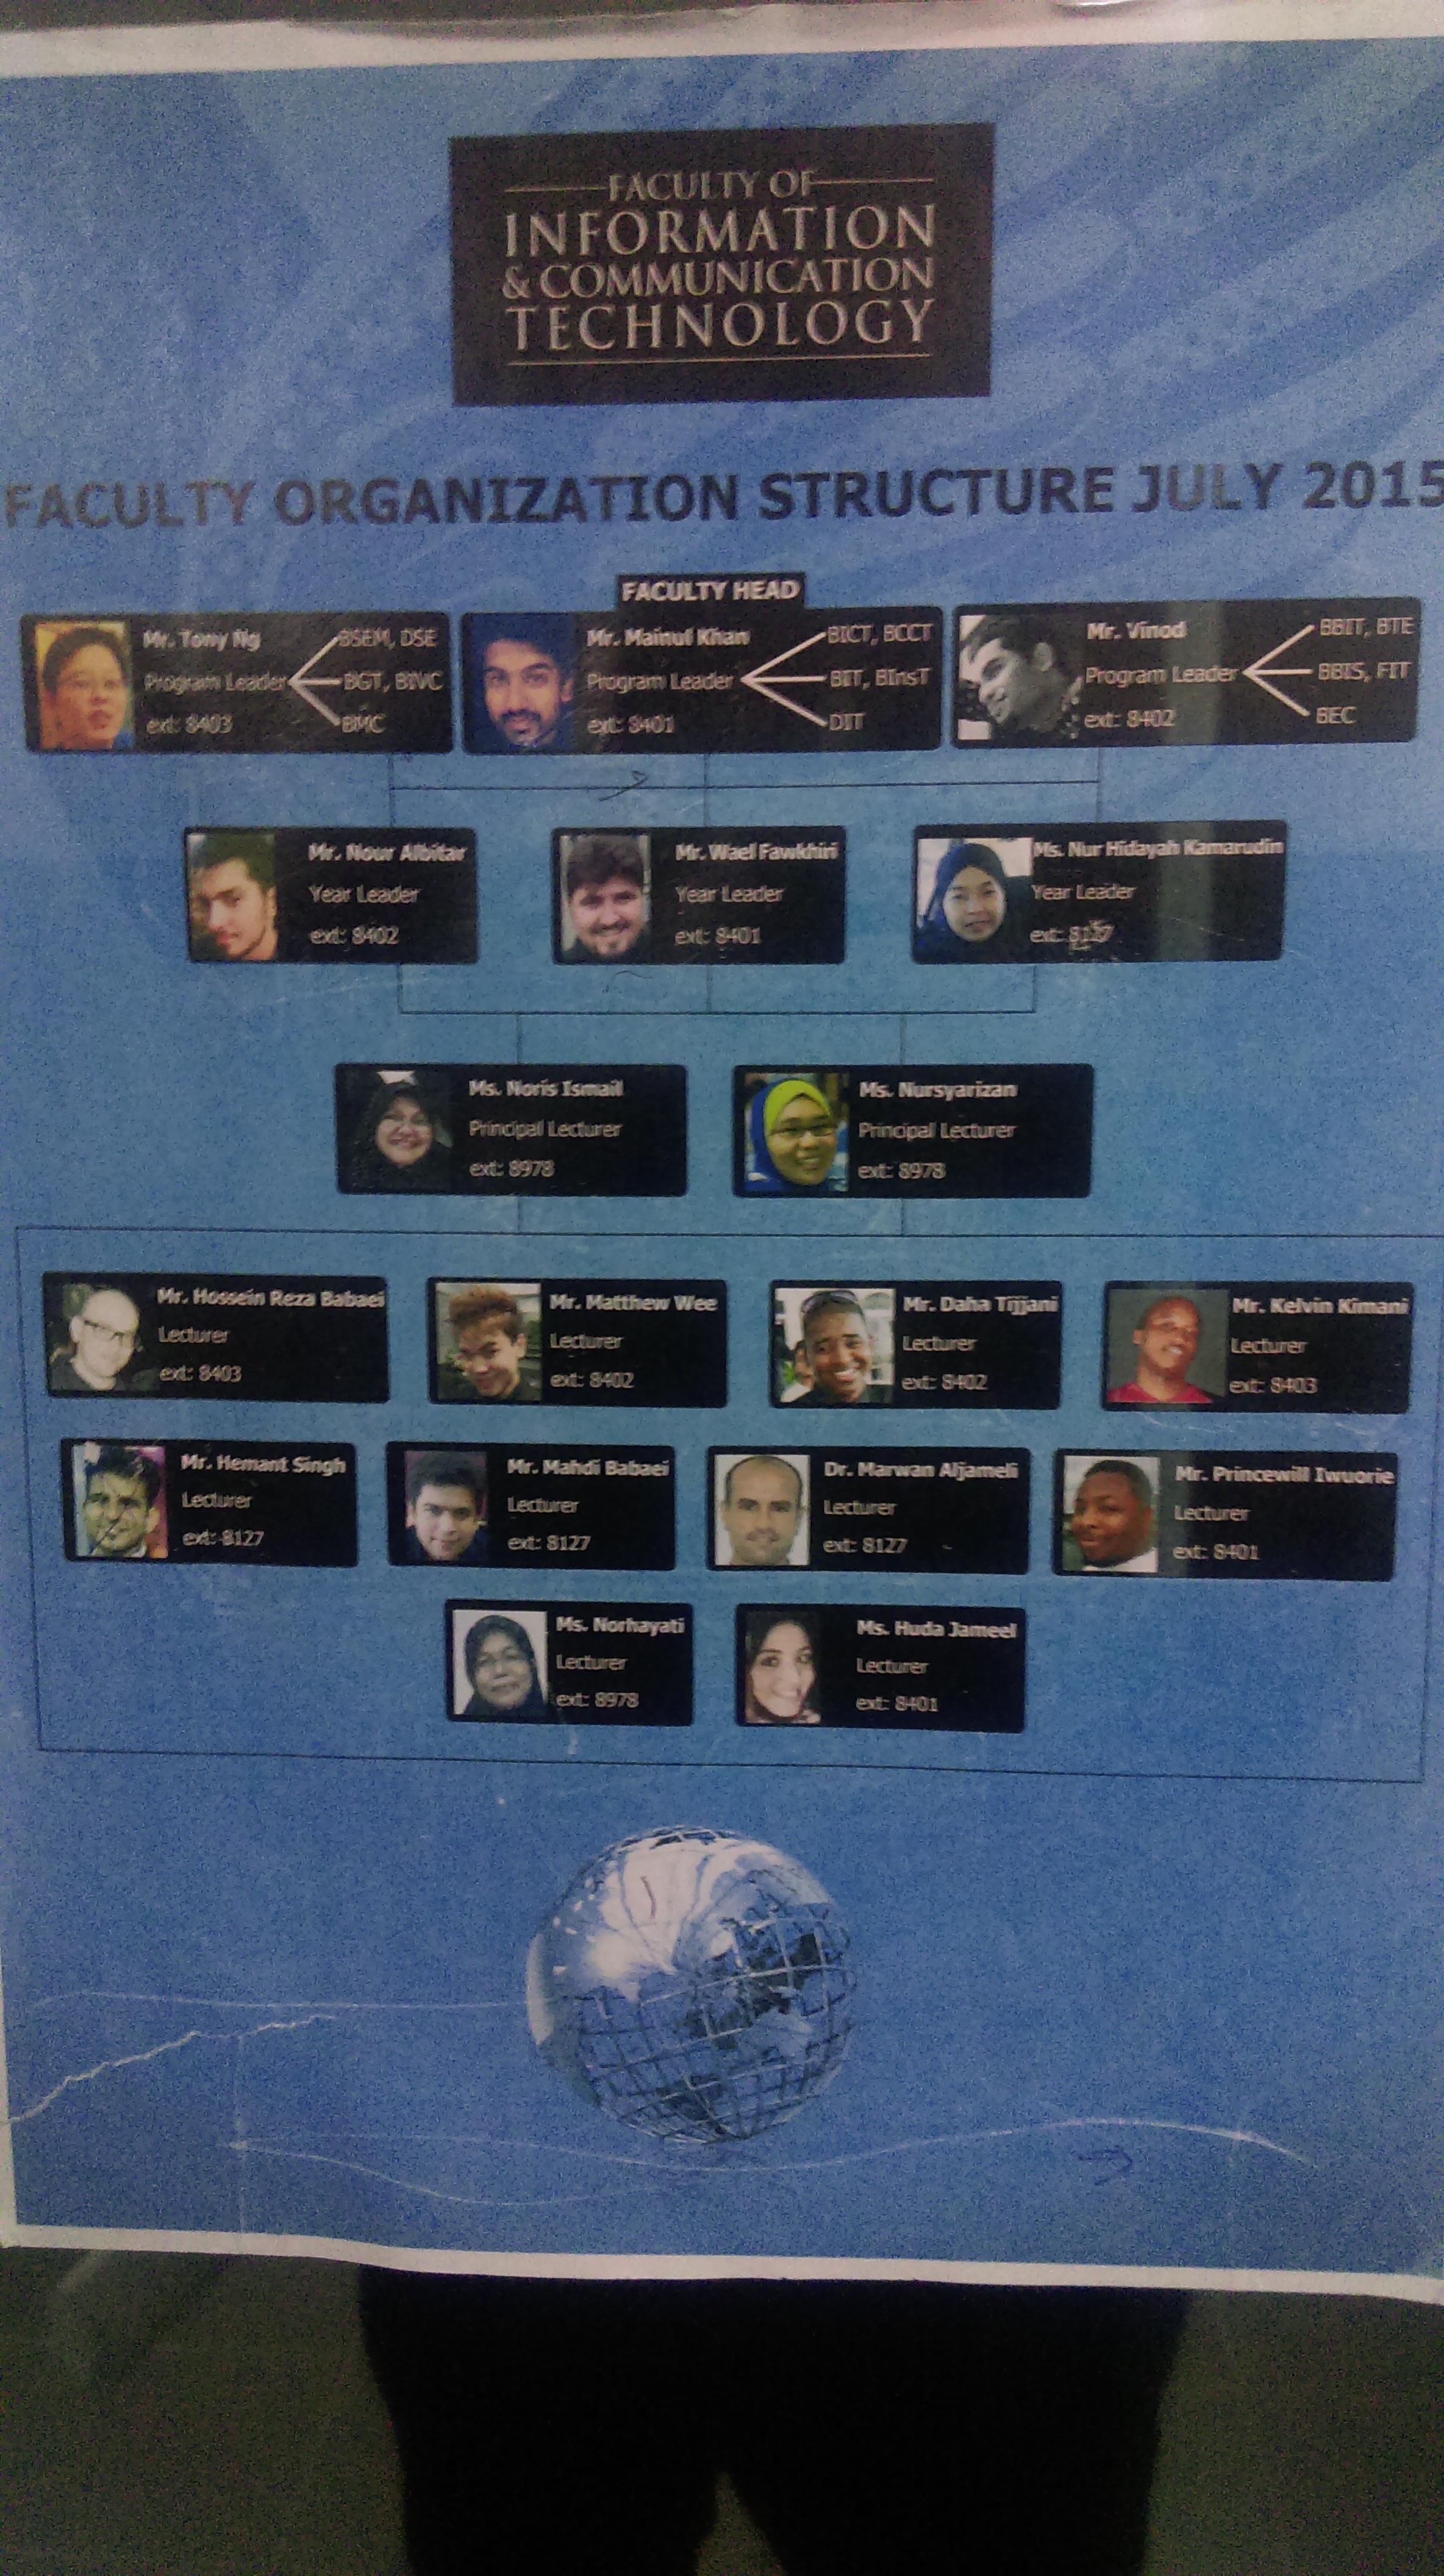 FACULTY OF
INFORMATION
& COMMUNICATION
TECHNOLOGY
FACULTY ORGANIZATION STRUCTURE JULY 2015
FACULTY HEAD
Mr. Tony Ng
Program Leader
ext: 8403
BSEM, DSE
BGT, BIVC
BMC
Mr. Mainul Khan
Program Leader
ext: 8401
BICT, BCCT
BIT, BInsT
DIT
Mr. Vinod
Program Leader
ext: 8402
BBIT, BTE
BBIS, FIT
BEC
Mr. Nour Albitar
Year Leader
ext: 8402
Mr. Wael Fawkhiri
Year Leader
ext: 8401
Ms. Nur Hidayah Kamarudin
Year Leader
ext:
Ms. Noris Ismail
Principal Lecturer
ext: 8978
Ms. Nursyarizan
Principal Lecturer
ext: 8978
Mr. Hossein Reza Babaei
Lecturer
ext: 8403
Mr. Matthew Wee
Lecturer
ext: 8402
Mr. Daha Tijjani
Lecturer
ext: 8402
Mr. Kelvin Kimani
Lecturer
ext: 8403
Mr. Hemant Singh
Lecturer
ext: 8127
Mr. Mahdi Babaei
Lecturer
ext: 8127
Dr. Marwan Aljameli
Lecturer
ext: 8127
Mr. Princewill Iwuorie
Lecturer
ext: 8401
Ms. Norhayati
Lecturer
ext: 8978
Ms. Huda Jameel
Lecturer
ext: 8401